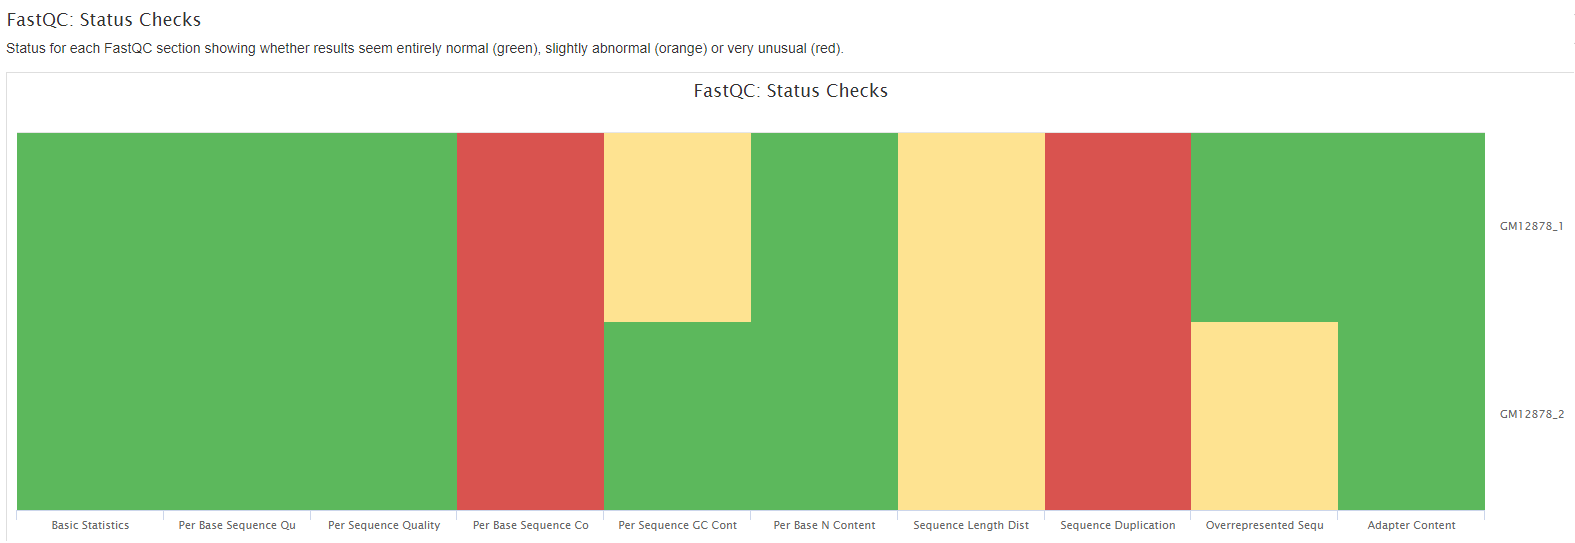 FastQC: Status Checks
Status for each FastQC section showing whether results seem entirely normal (green), slightly abnormal (orange) or very unusual (red).
FastQC: Status Checks
GM12878_1
GM12878_2
Basic Statistics
Per Base Sequence Qu
Per Sequence Quality
Per Base Sequence Co
Per Sequence GC Cont
Per Base N Content
Sequence Length Dist
Sequence Duplication
Overrepresented Sequ
Adapter Content